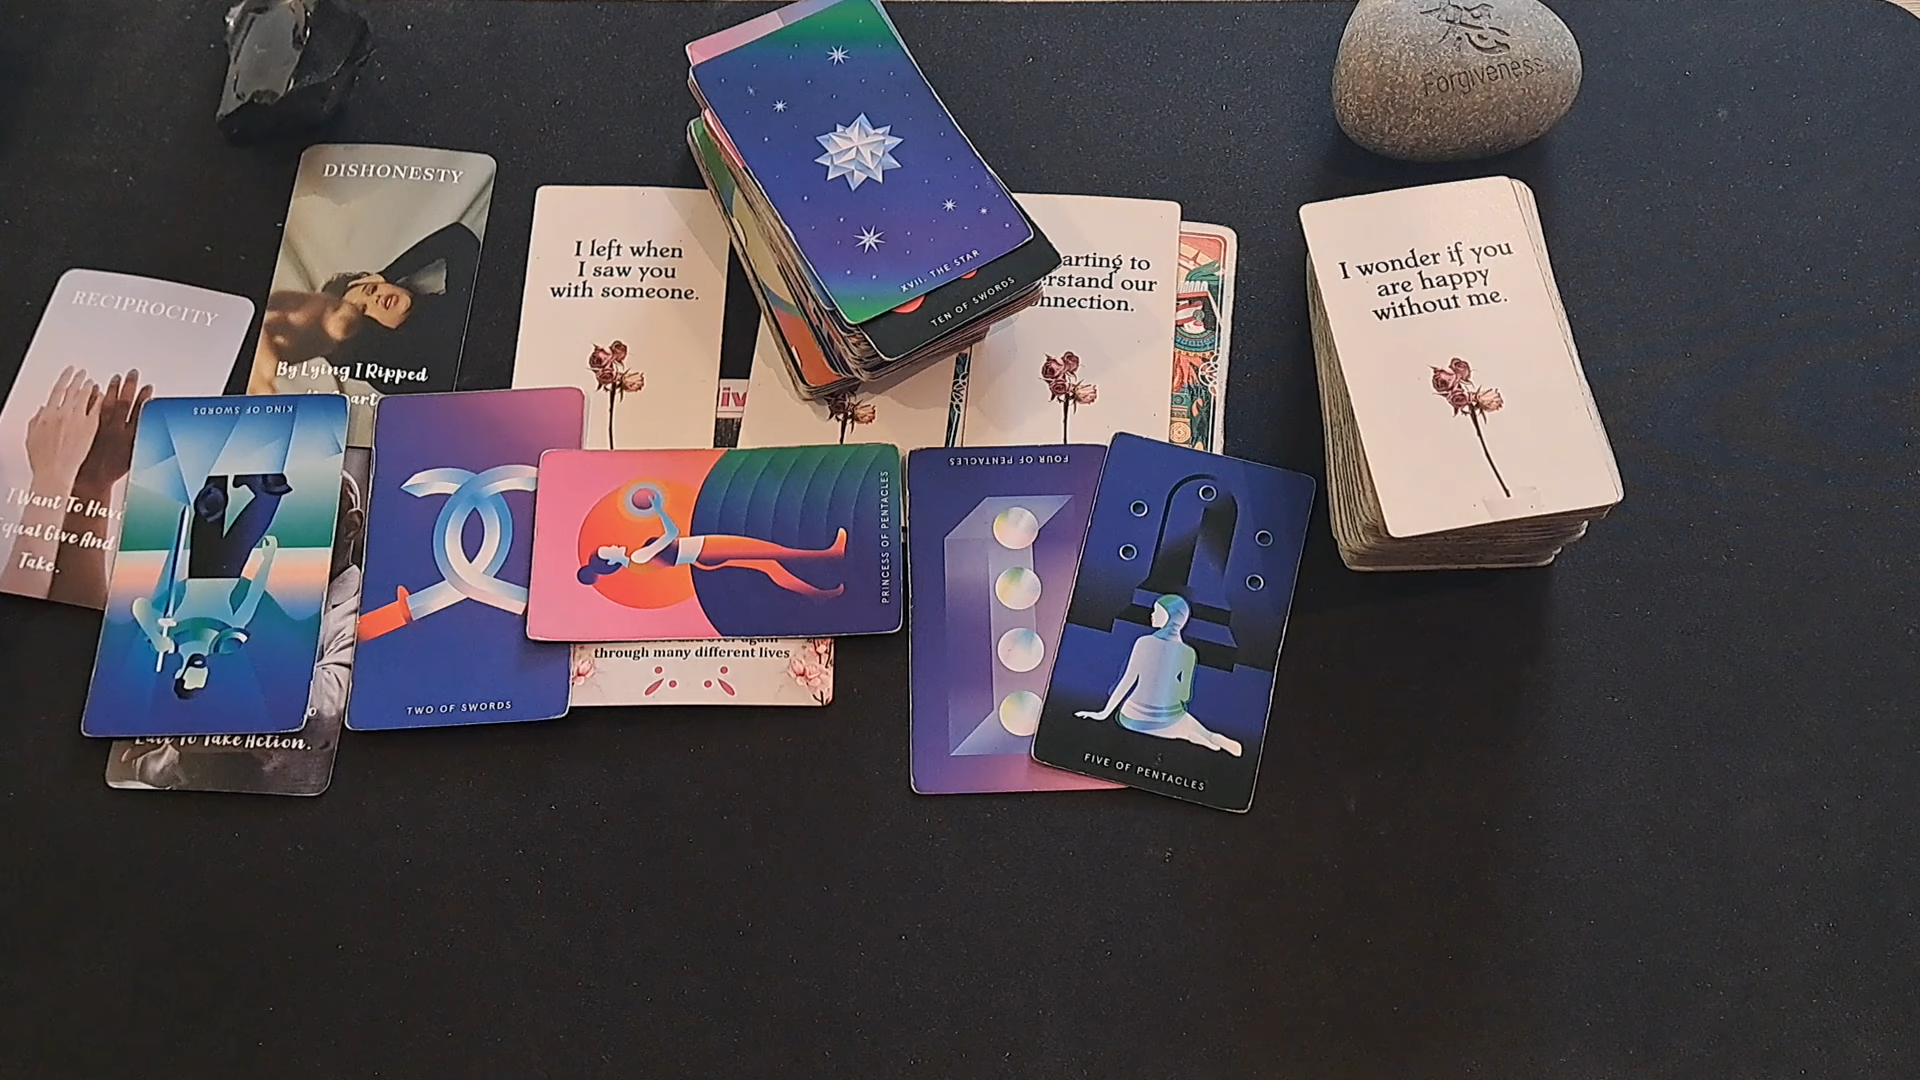 Forgiveness
DISHONESTY
By Lying I Ripped
RECIPROCITY
I Want To Have
Equal Give And
Take.
KING OF SWORDS
To Take Action.
TWO OF SWORDS
I left when
I saw you
with someone.
XVII. THE STAR
TEN OF SWORDS
arting to
erstand our
nnection.
iv
PRINCESS OF PENTACLES
through many different lives
FOUR OF PENTACLES
FIVE OF PENTACLES
I wonder if you
are happy
without me.